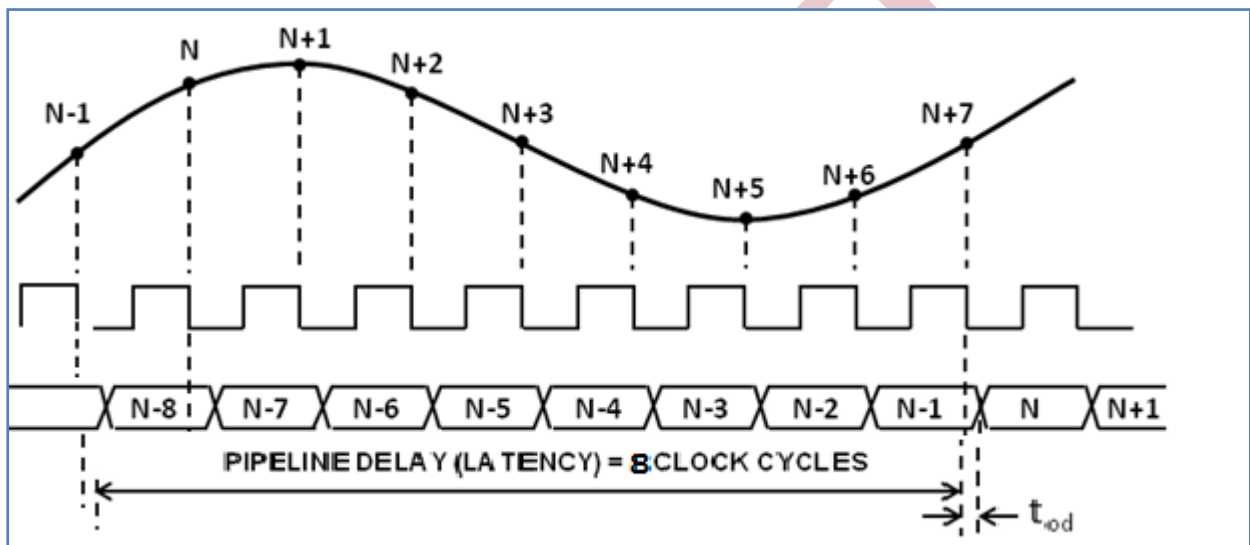 N-1
N
N+1
N+2
N+3
N+4
N+5
N+6
N+7
N-8 N-7 N-6 N-5 N-4 N-3 N-2 N-1 N N+1
PIPELINE DELAY (LATENCY) = 8 CLOCK CYCLES
t.od